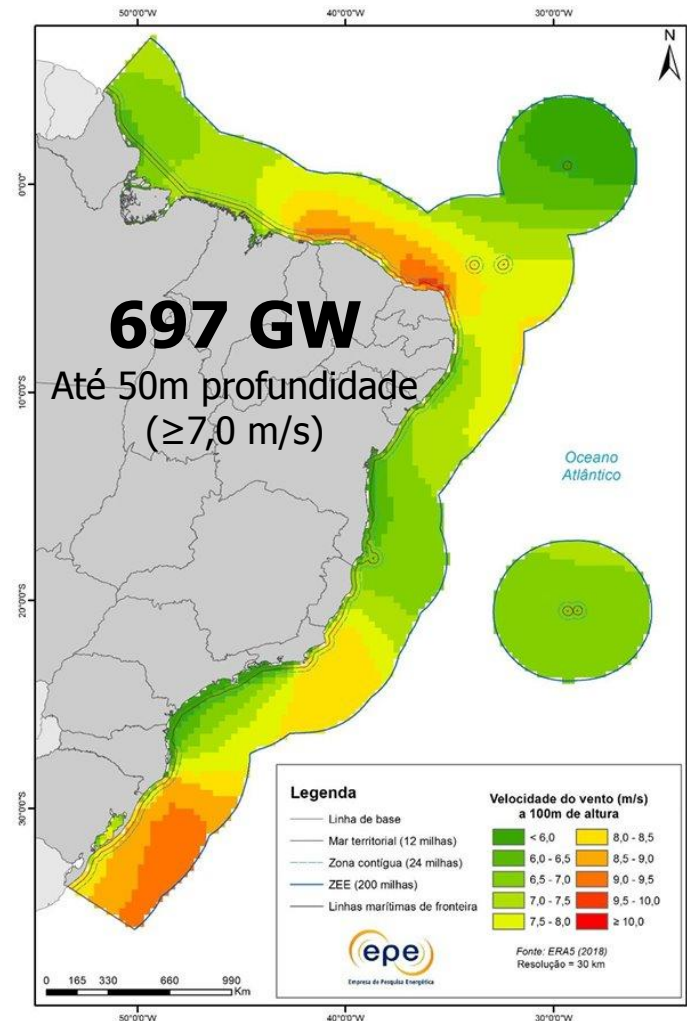 50°0'0"W
40°0'0"W
30°0'0"W
N
0°0'0"
10°0'0"S
20°0'0"S
30°0'0"S
697 GW
Até 50m profundidade
(≥7,0 m/s)
Oceano
Atlântico
Legenda
Linha de base
Mar territorial (12 milhas)
Zona contígua (24 milhas)
ZEE (200 milhas)
Linhas marítimas de fronteira
epe
Empresa de Pesquisa Energética
Velocidade do vento (m/s)
a 100m de altura
< 6,0
8,0 - 8,5
6,0 - 6,5
8,5 - 9,0
6,5 - 7,0
9,0 - 9,5
7,0 - 7,5
9,5 - 10,0
7,5 - 8,0
≥ 10,0
Fonte: ERA5 (2018)
Resolução = 30 km
0 165 330 660 990
Km
50°0'0"W
40°0'0"W
30°0'0"W